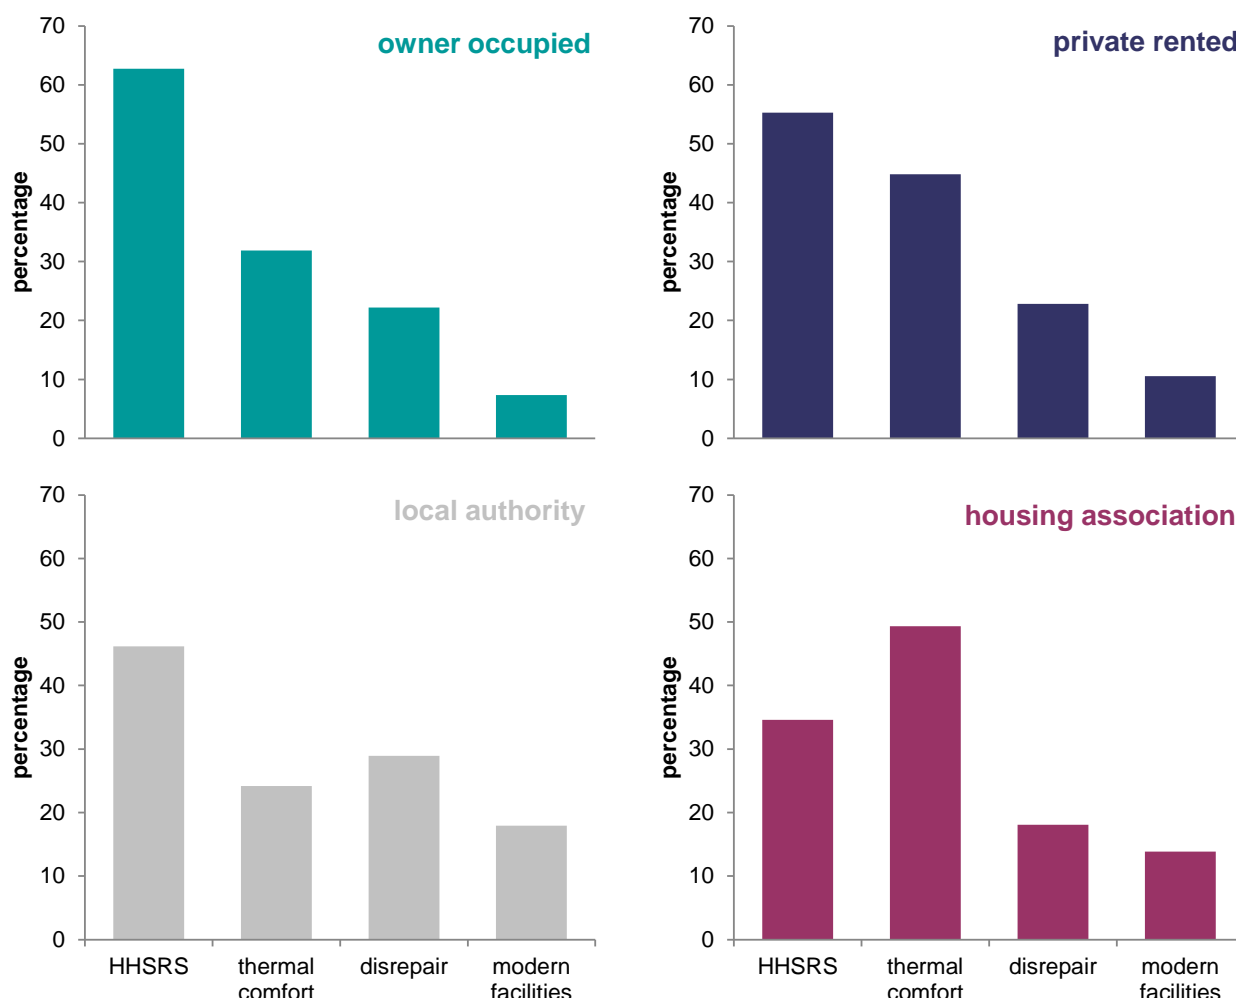 owner occupied
percentage
70
60
50
40
30
20
10
0
private rented
percentage
70
60
50
40
30
20
10
0
local authority
percentage
70
60
50
40
30
20
10
0
HHSRS
thermal
comfort
disrepair
modern
facilities
housing association
percentage
70
60
50
40
30
20
10
0
HHSRS
thermal
comfort
disrepair
modern
facilities